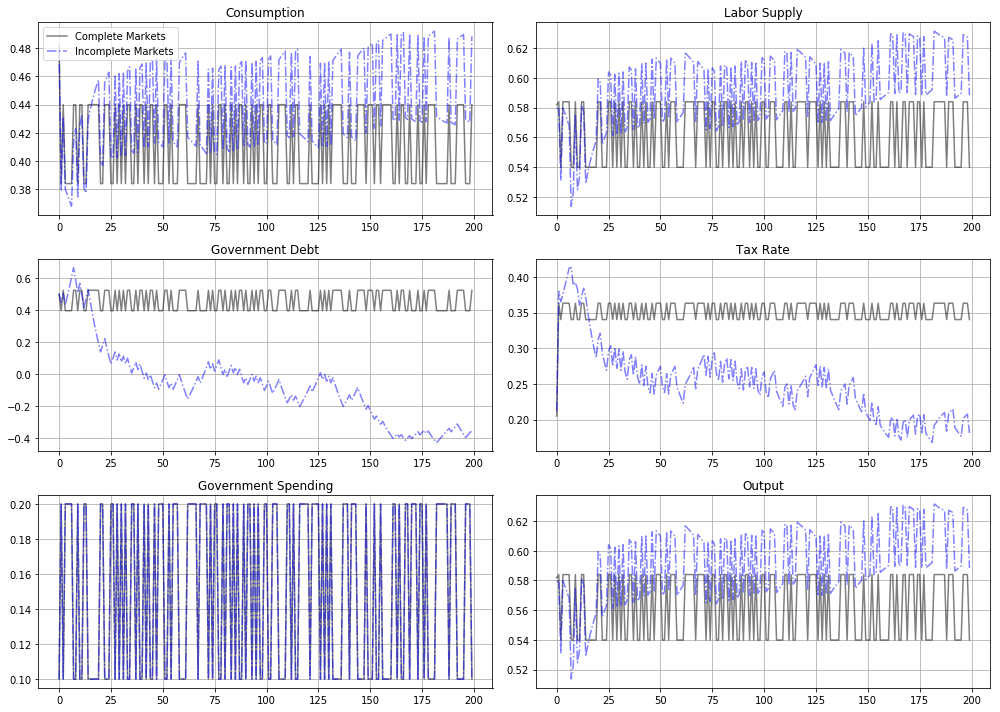 Consumption
Complete Markets
Incomplete Markets
0.48
0.46
0.44
0.42
0.40
0.38
0 25 50 75 100 125 150 175 200
Labor Supply
0.62
0.60
0.58
0.56
0.54
0.52
0 25 50 75 100 125 150 175 200
Government Debt
0.6
0.4
0.2
0.0
−0.2
−0.4
0 25 50 75 100 125 150 175 200
Tax Rate
0.40
0.35
0.30
0.25
0.20
0 25 50 75 100 125 150 175 200
Government Spending
0.20
0.18
0.16
0.14
0.12
0.10
0 25 50 75 100 125 150 175 200
Output
0.62
0.60
0.58
0.56
0.54
0.52
0 25 50 75 100 125 150 175 200